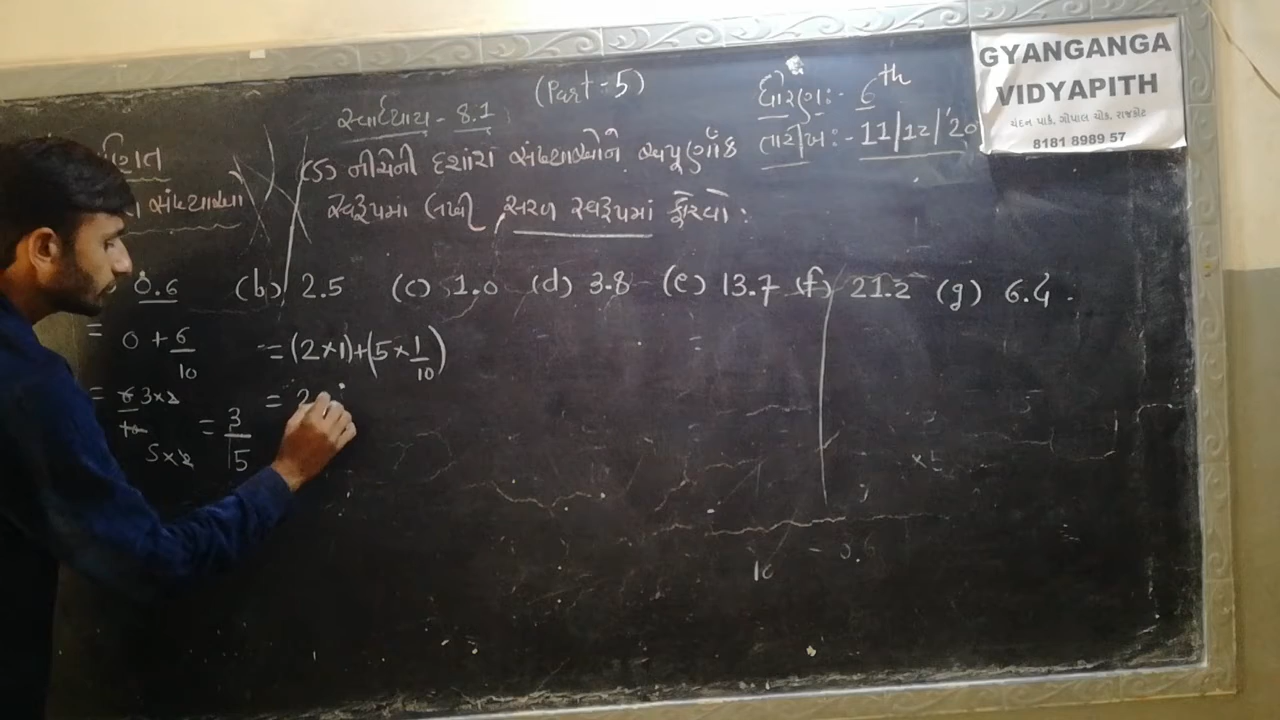 (Part - 5)
સ્વાધ્યાય - 8.1
ધોરણ :- 6th
તારીખ :- 11/12/'20
GYANGANGA
VIDYAPITH
ચંદન પાર્ક, ગોપાલ ચોક, રાજકોટ
8181 8989 57
(5) નીચેની દશાંશ સંખ્યાઓને અપૂર્ણાંક
સ્વરૂપમાં લખી, સરળ સ્વરૂપમાં ફેરવો :
0.6 (b) 2.5 (c) 1.0 (d) 3.8 (e) 13.7 (f) 21.2 (g) 6.4.
= 0 + 6/10
= 6/10 3×2/5×2 = 3/5
= (2×1)+(5×1/10)
= 2